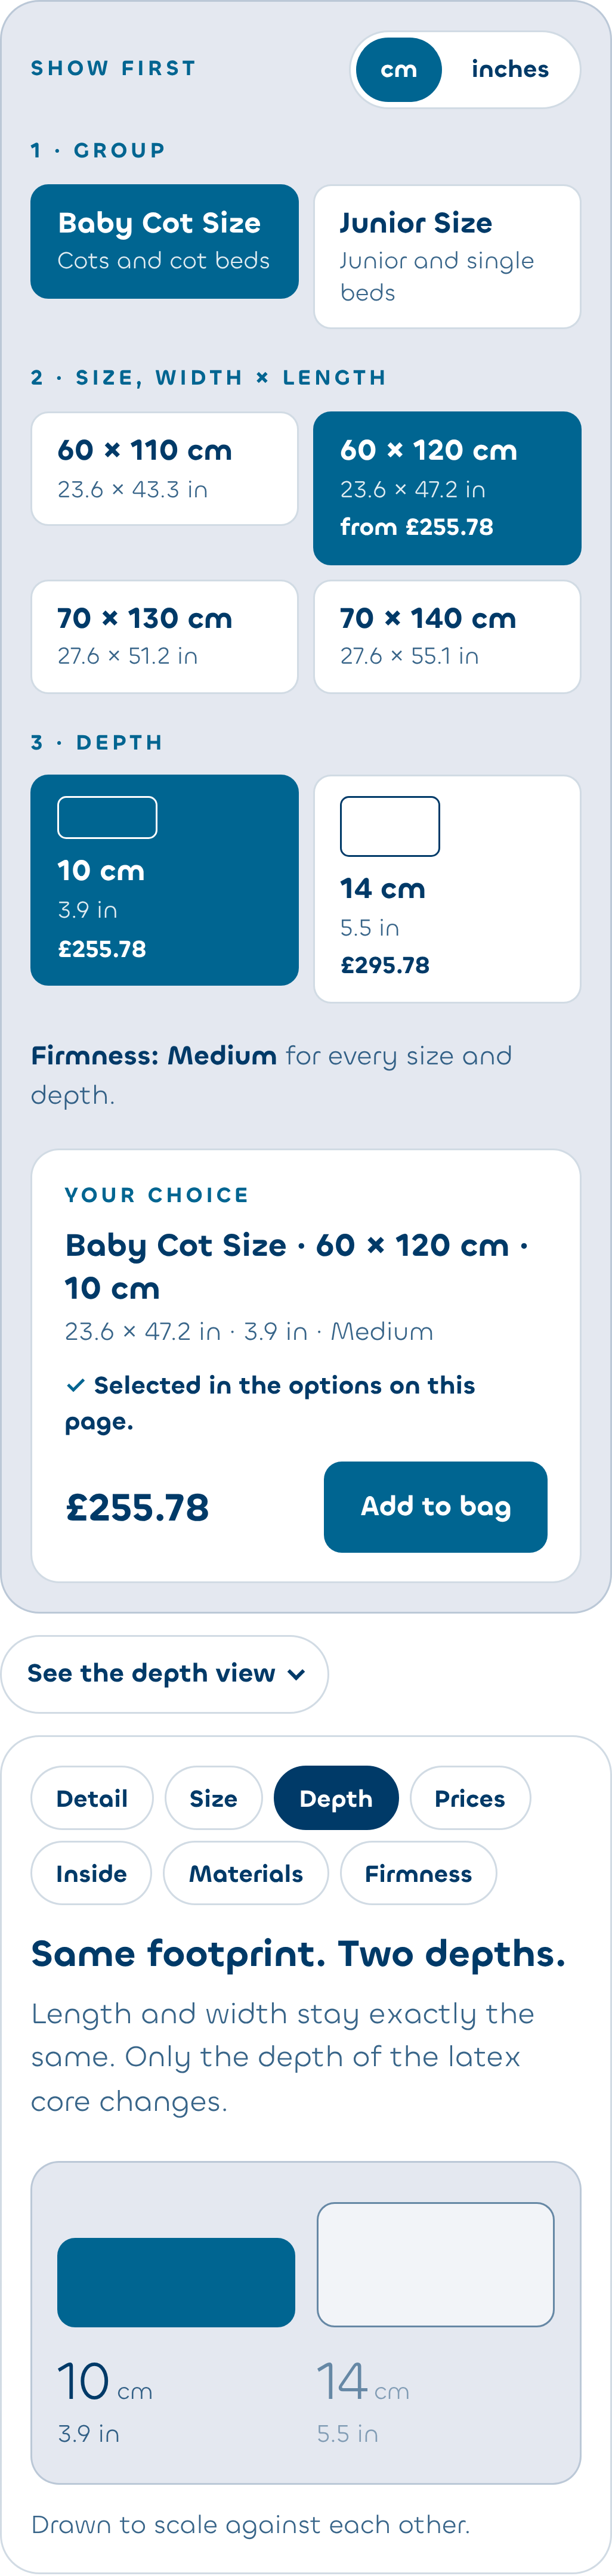 SHOW FIRST
cm
inches
1 · GROUP
Baby Cot Size
Cots and cot beds
Junior Size
Junior and single
beds
2 · SIZE, WIDTH × LENGTH
60 × 110 cm
23.6 × 43.3 in
60 × 120 cm
23.6 × 47.2 in
from £255.78
70 × 130 cm
27.6 × 51.2 in
70 × 140 cm
27.6 × 55.1 in
3 · DEPTH
10 cm
3.9 in
£255.78
14 cm
5.5 in
£295.78
Firmness: Medium for every size and
depth.
YOUR CHOICE
Baby Cot Size · 60 × 120 cm ·
10 cm
23.6 × 47.2 in · 3.9 in · Medium
✓ Selected in the options on this
page.
£255.78
Add to bag
See the depth view
Detail
Size
Depth
Prices
Inside
Materials
Firmness
Same footprint. Two depths.
Length and width stay exactly the
same. Only the depth of the latex
core changes.
10 cm
3.9 in
14 cm
5.5 in
Drawn to scale against each other.